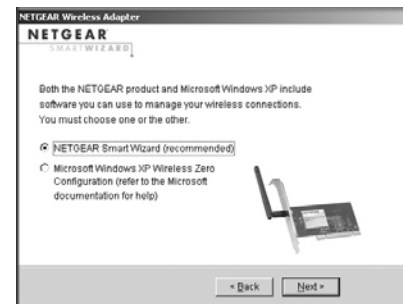 NETGEAR Wireless Adapter
NETGEAR
SMARTWIZARD
Both the NETGEAR product and Microsoft Windows XP include
software you can use to manage your wireless connections.
You must choose one or the other.
NETGEAR Smart Wizard (recommended)
Microsoft Windows XP Wireless Zero
Configuration (refer to the Microsoft
documentation for help)
NETGEAR
< Back
Next >